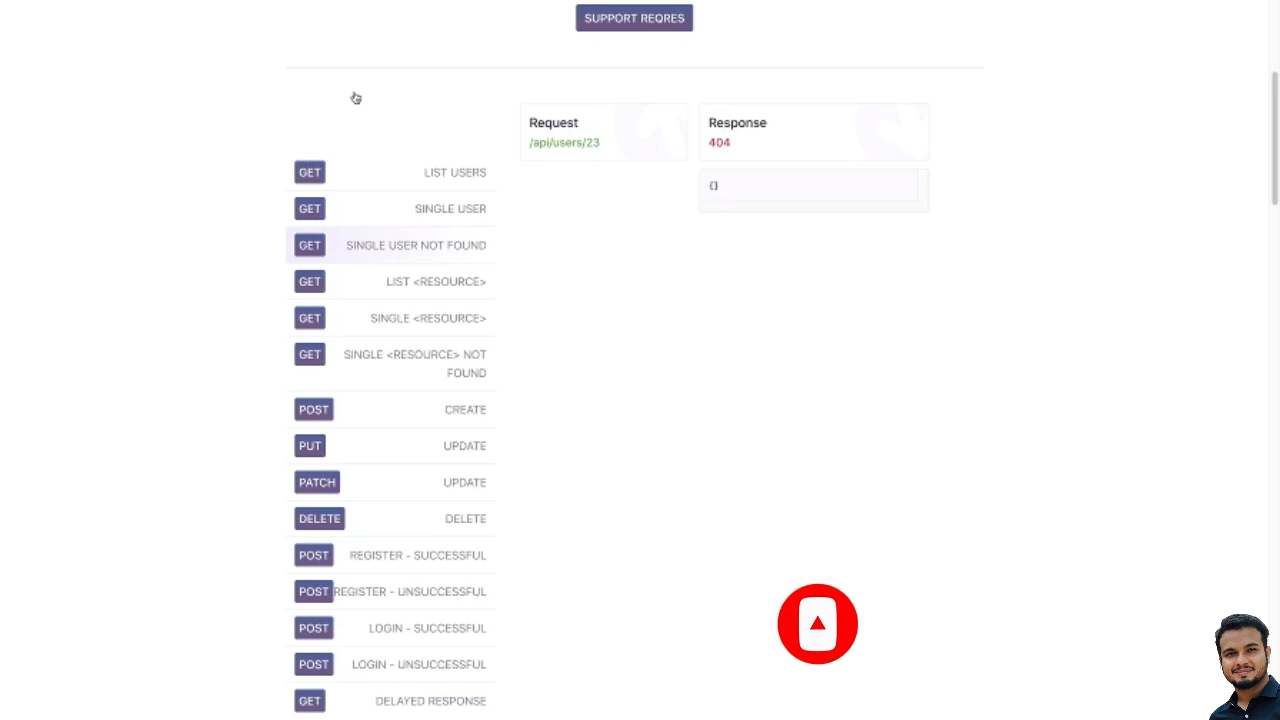 SUPPORT REQRES
Request
/api/users/23
Response
404
{}
GET LIST USERS
GET SINGLE USER
GET SINGLE USER NOT FOUND
GET LIST <RESOURCE>
GET SINGLE <RESOURCE>
GET SINGLE <RESOURCE> NOT
FOUND
POST CREATE
PUT UPDATE
PATCH UPDATE
DELETE DELETE
POST REGISTER - SUCCESSFUL
POST REGISTER - UNSUCCESSFUL
POST LOGIN - SUCCESSFUL
POST LOGIN - UNSUCCESSFUL
GET DELAYED RESPONSE